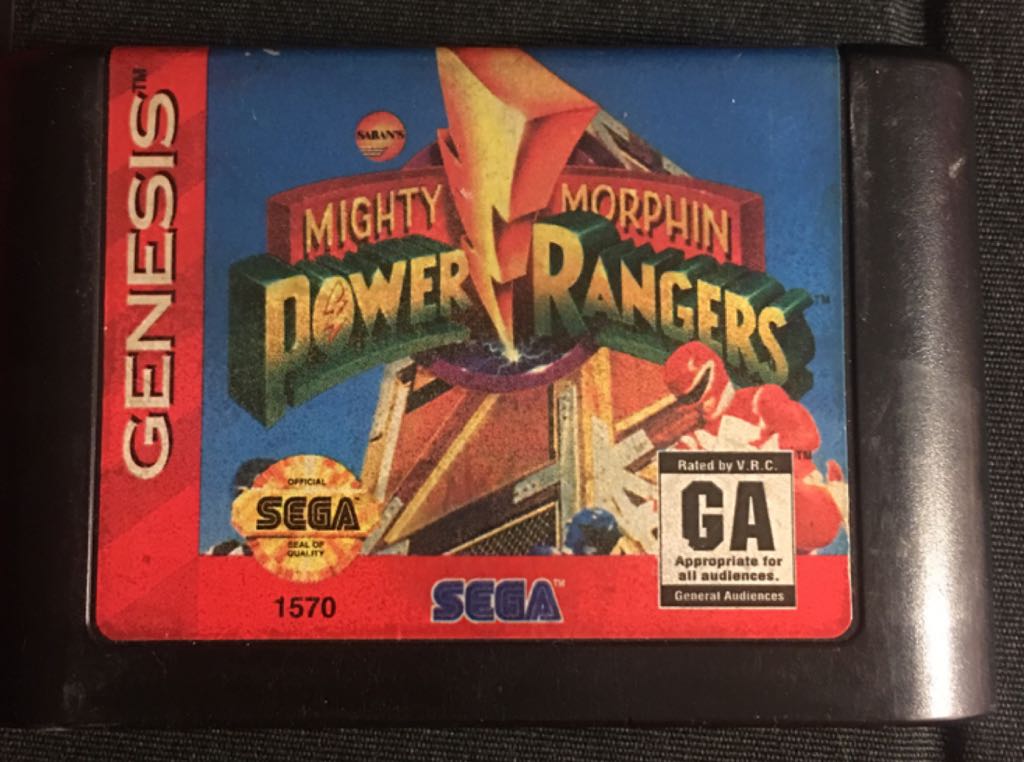 GENESIS™
SABAN'S
MIGHTY MORPHIN
POWER RANGERS™
TM
OFFICIAL
SEGA
SEAL OF
QUALITY
1570
SEGA™
Rated by V.R.C.
GA
Appropriate for
all audiences.
General Audiences